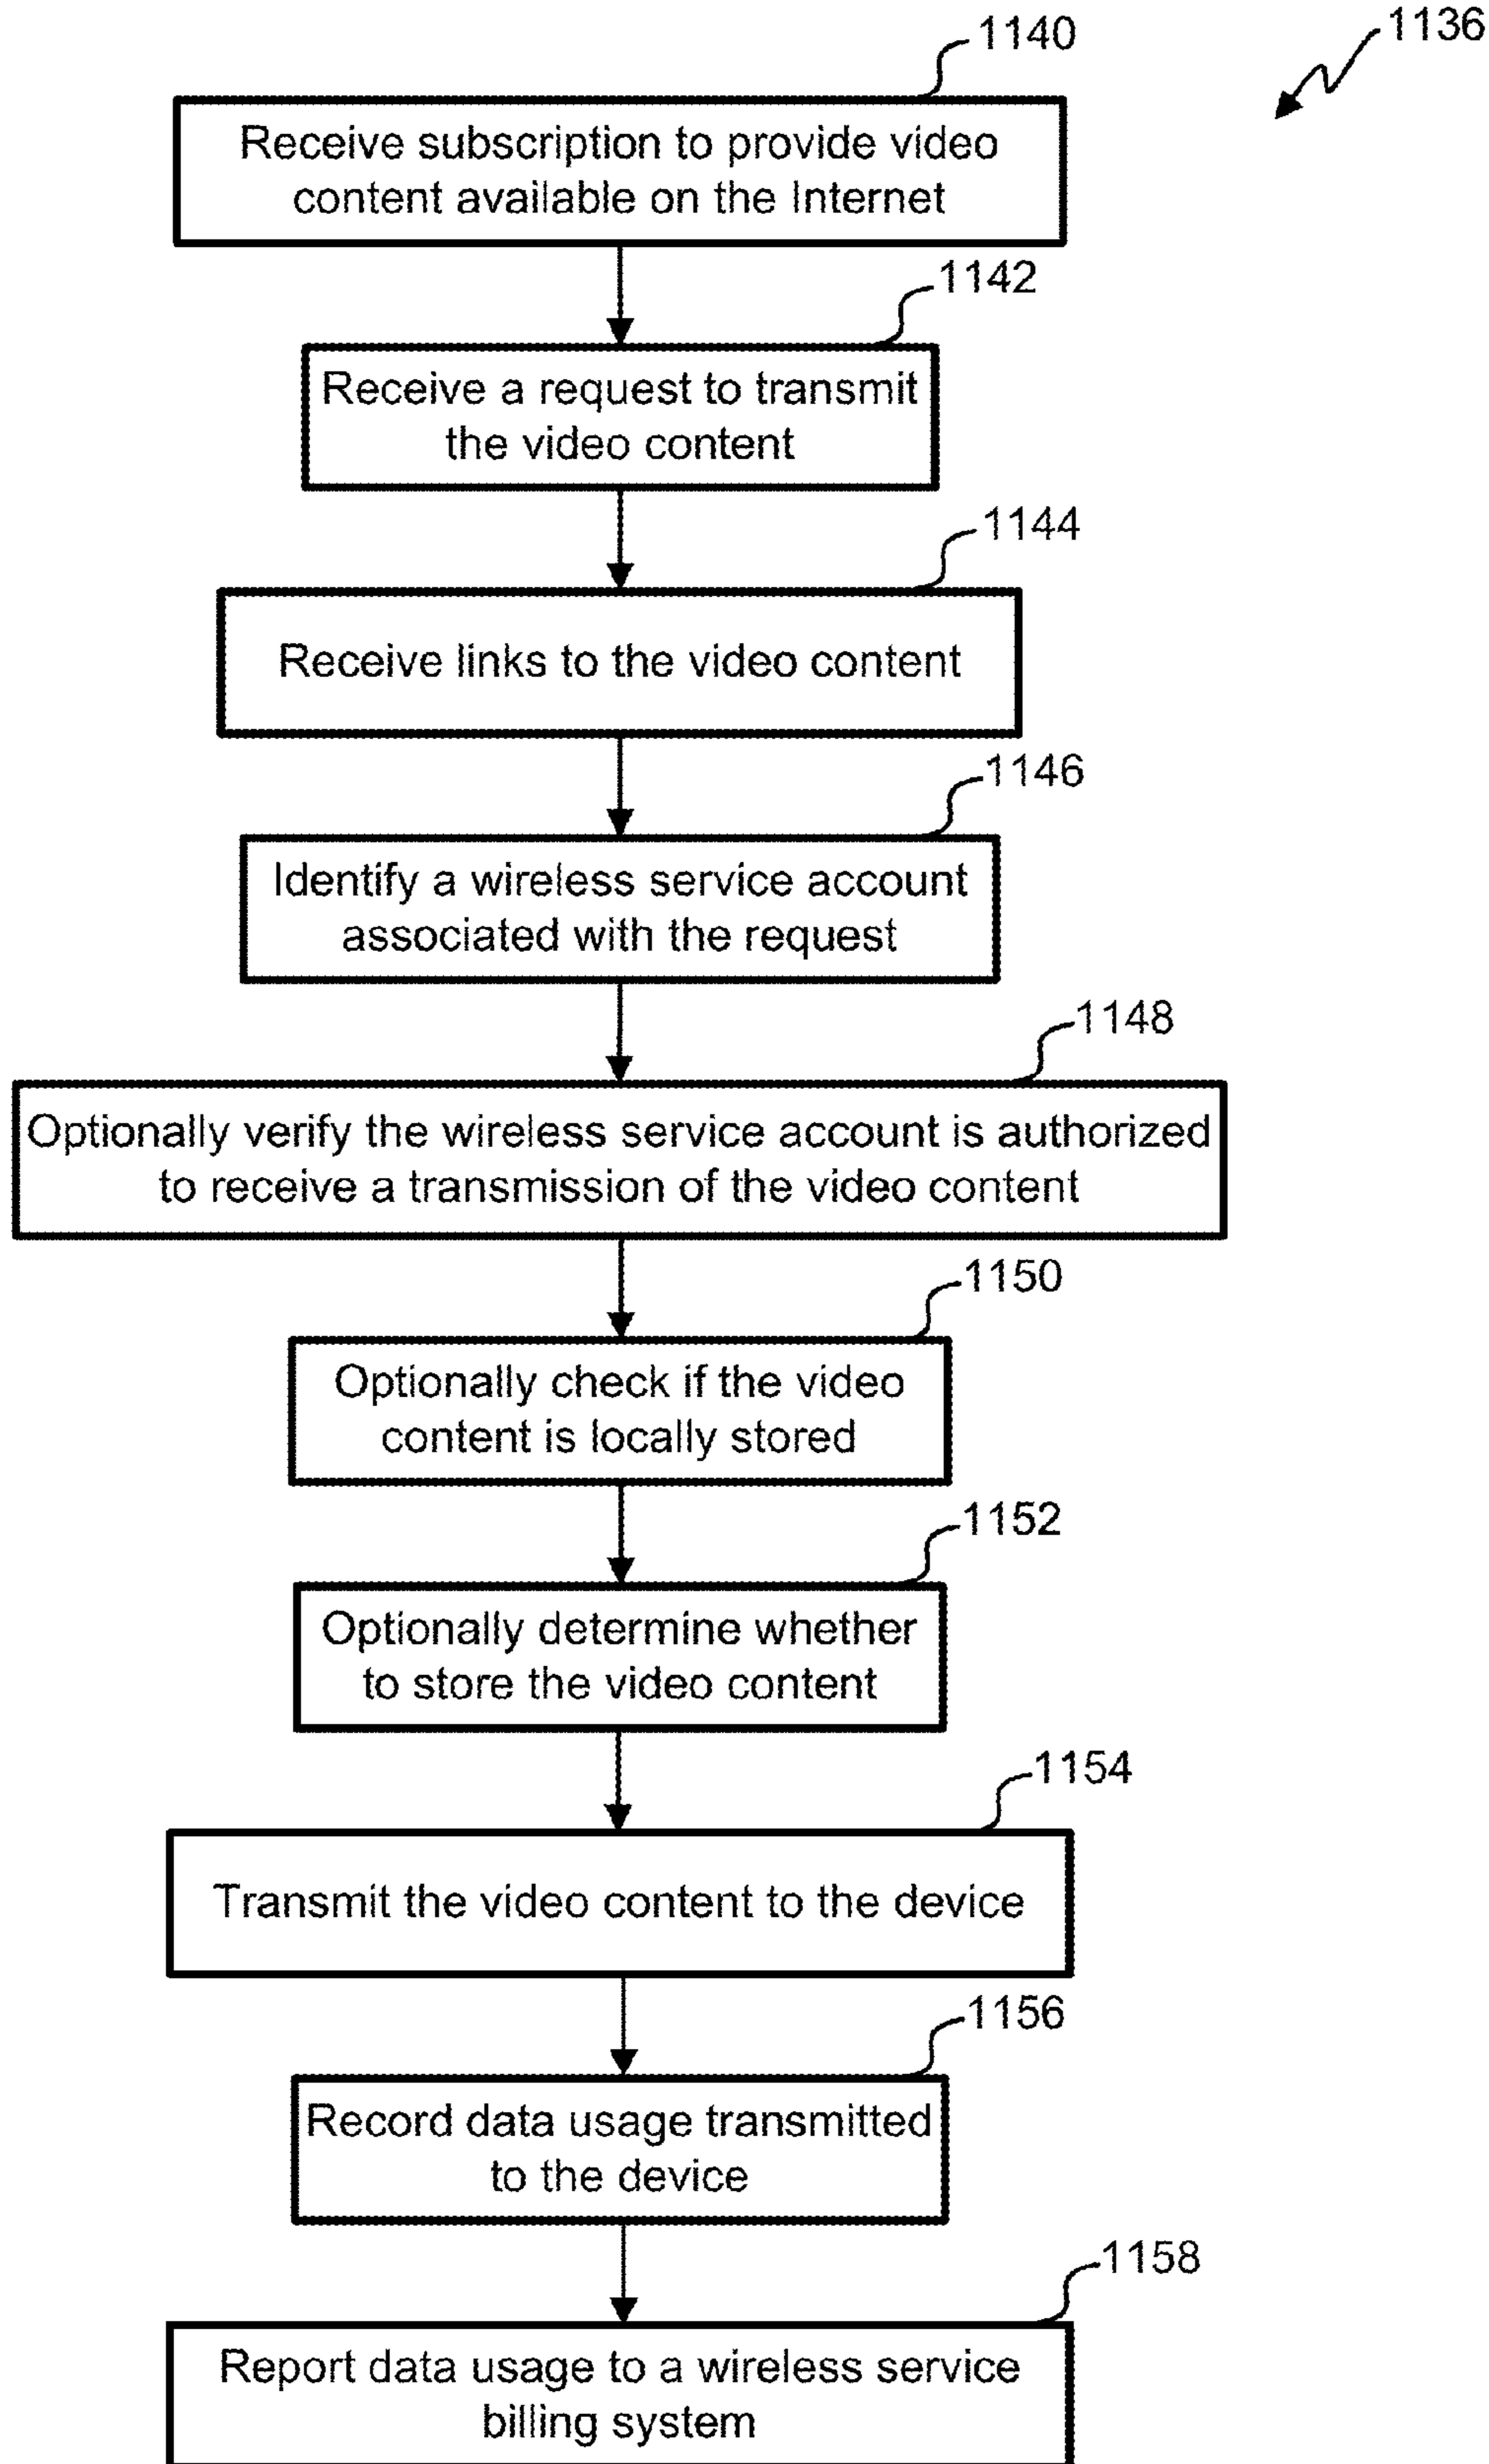 1136
1140
Receive subscription to provide video
content available on the Internet
1142
Receive a request to transmit
the video content
1144
Receive links to the video content
1146
Identify a wireless service account
associated with the request
1148
Optionally verify the wireless service account is authorized
to receive a transmission of the video content
1150
Optionally check if the video
content is locally stored
1152
Optionally determine whether
to store the video content
1154
Transmit the video content to the device
1156
Record data usage transmitted
to the device
1158
Report data usage to a wireless service
billing system